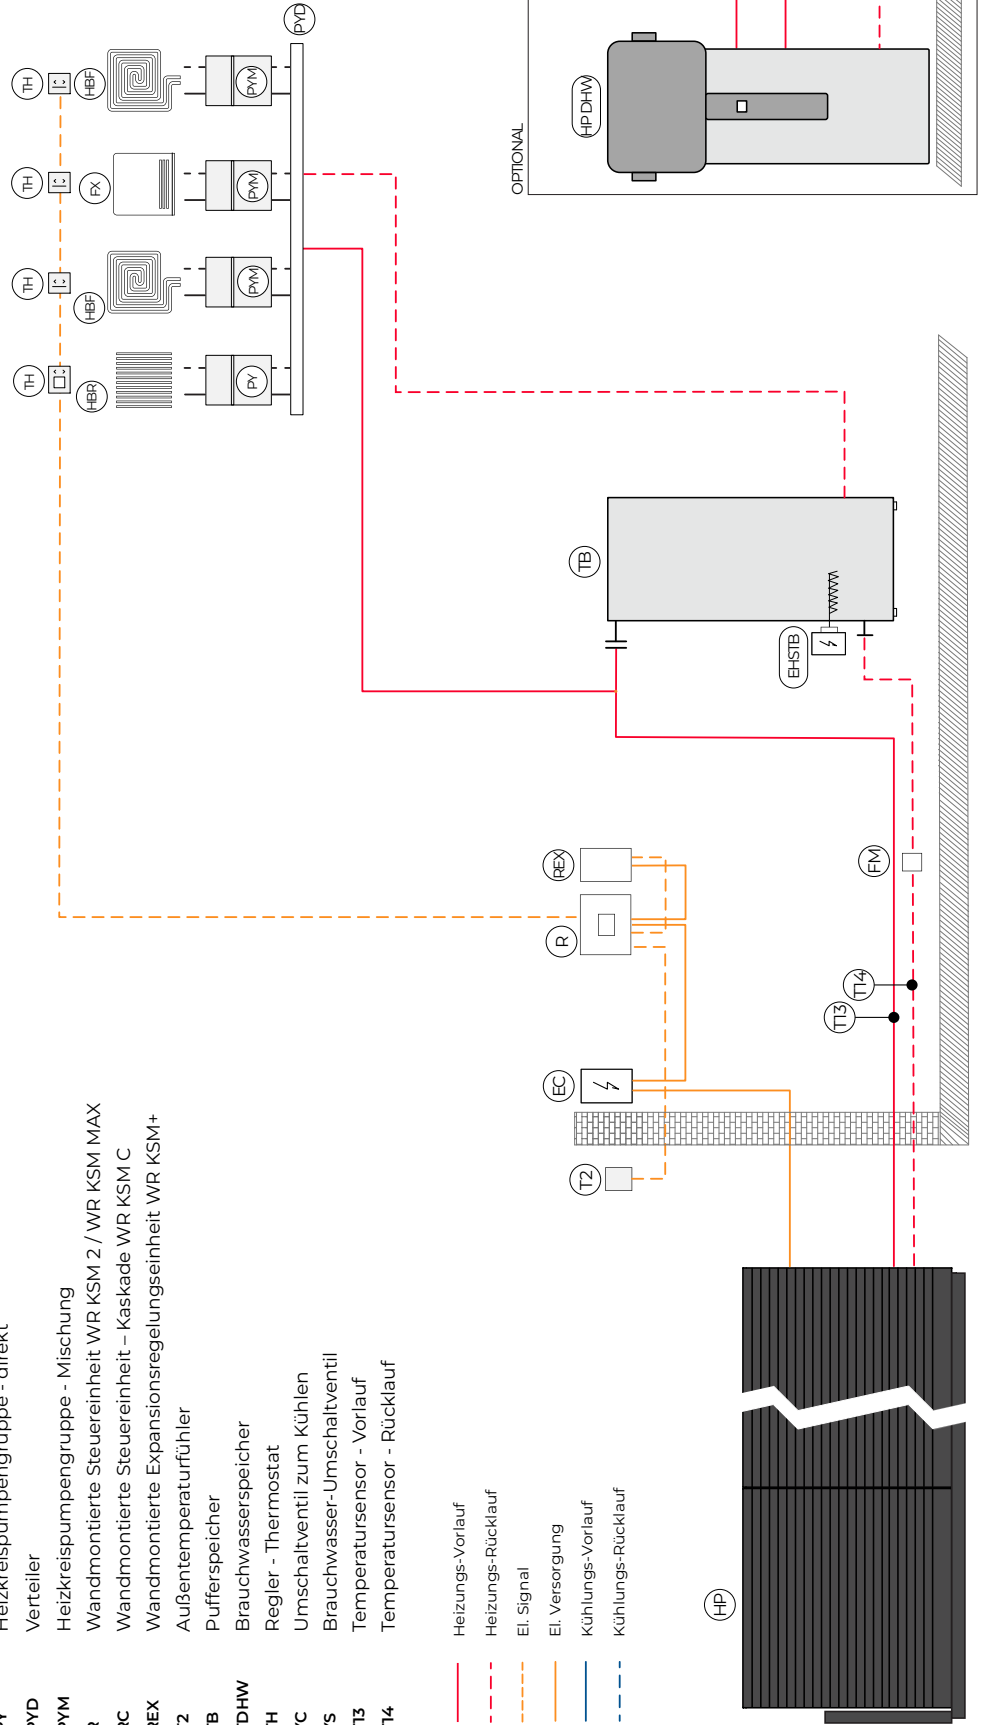 PY Heizkreispumpengruppe - direkt
PYD Verteiler
PYM Heizkreispumpengruppe - Mischung
R Wandmontierte Steuereinheit WR KSM 2 / WR KSM MAX
RC Wandmontierte Steuereinheit – Kaskade WR KSM C
REX Wandmontierte Expansionsregelungseinheit WR KSM+
T2 Außentemperaturfühler
TB Pufferspeicher
TDHW Brauchwasserspeicher
TH Regler - Thermostat
VC Umschaltventil zum Kühlen
VS Brauchwasser-Umschaltventil
T13 Temperatursensor - Vorlauf
T14 Temperatursensor - Rücklauf
Heizungs-Vorlauf
Heizungs-Rücklauf
El. Signal
El. Versorgung
Kühlungs-Vorlauf
Kühlungs-Rücklauf
TH
TH
TH
TH
HBR
HBF
FX
HBF
PY
PYM
PYM
PYM
PYD
OPTIONAL
HP DHW
TB
EHSTB
REX
R
EC
T2
FM
T14
T13
HP